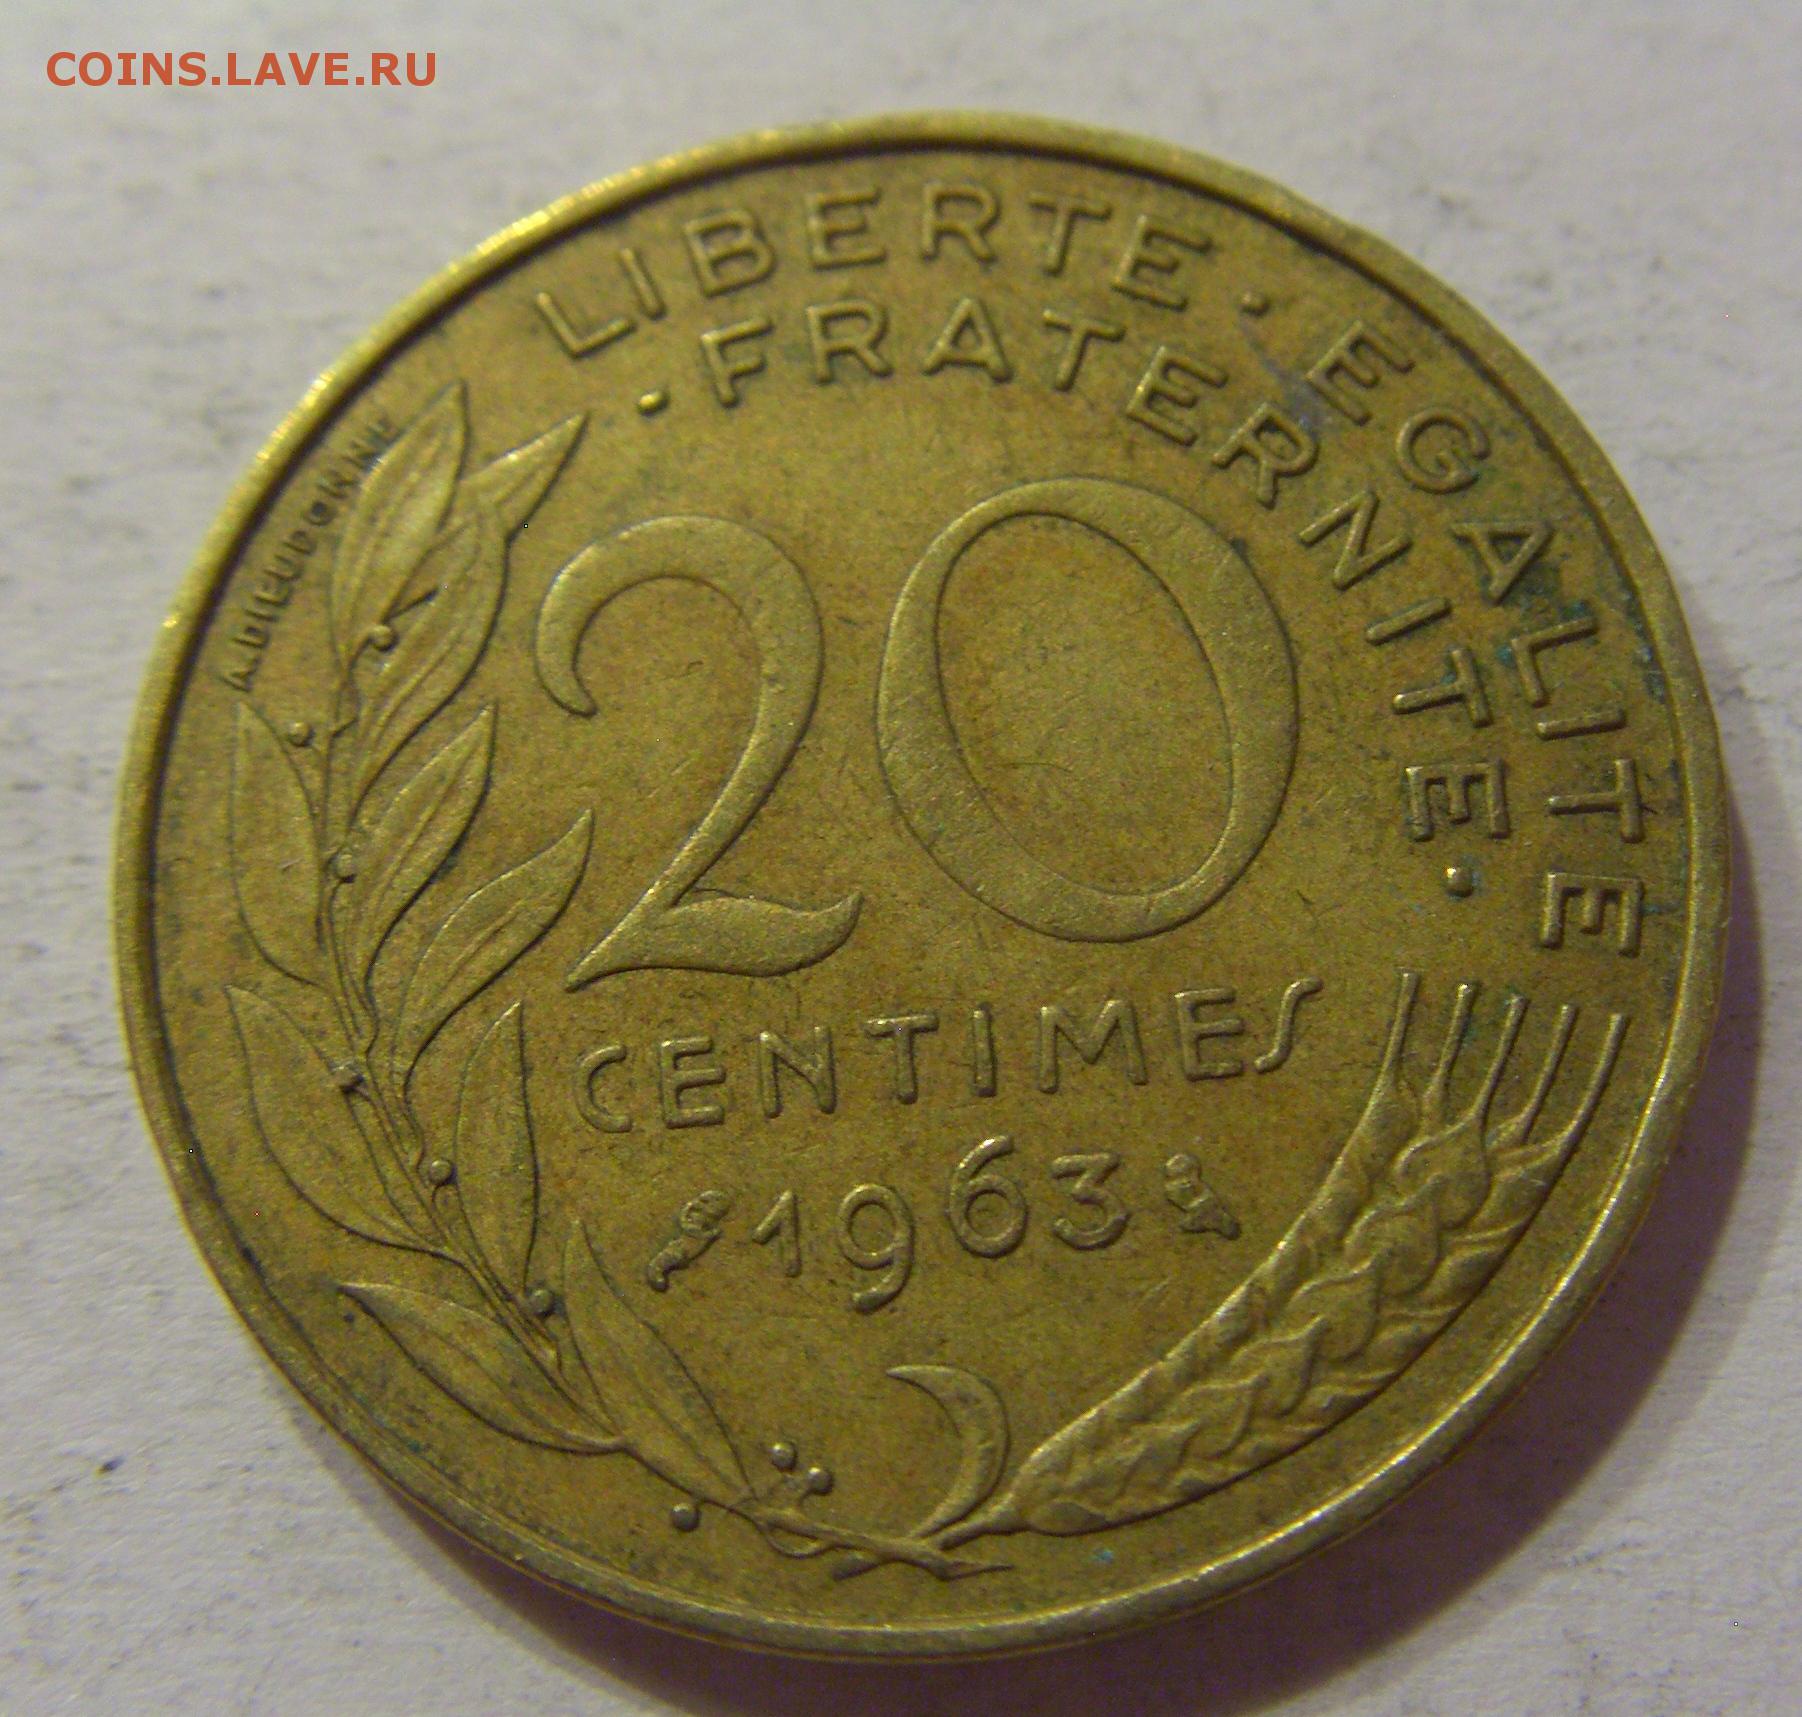 COINS.LAVE.RU
LIBERTE · EGALITE
· FRATERNITE ·
A.DIEUDONNE
20
CENTIMES
1963